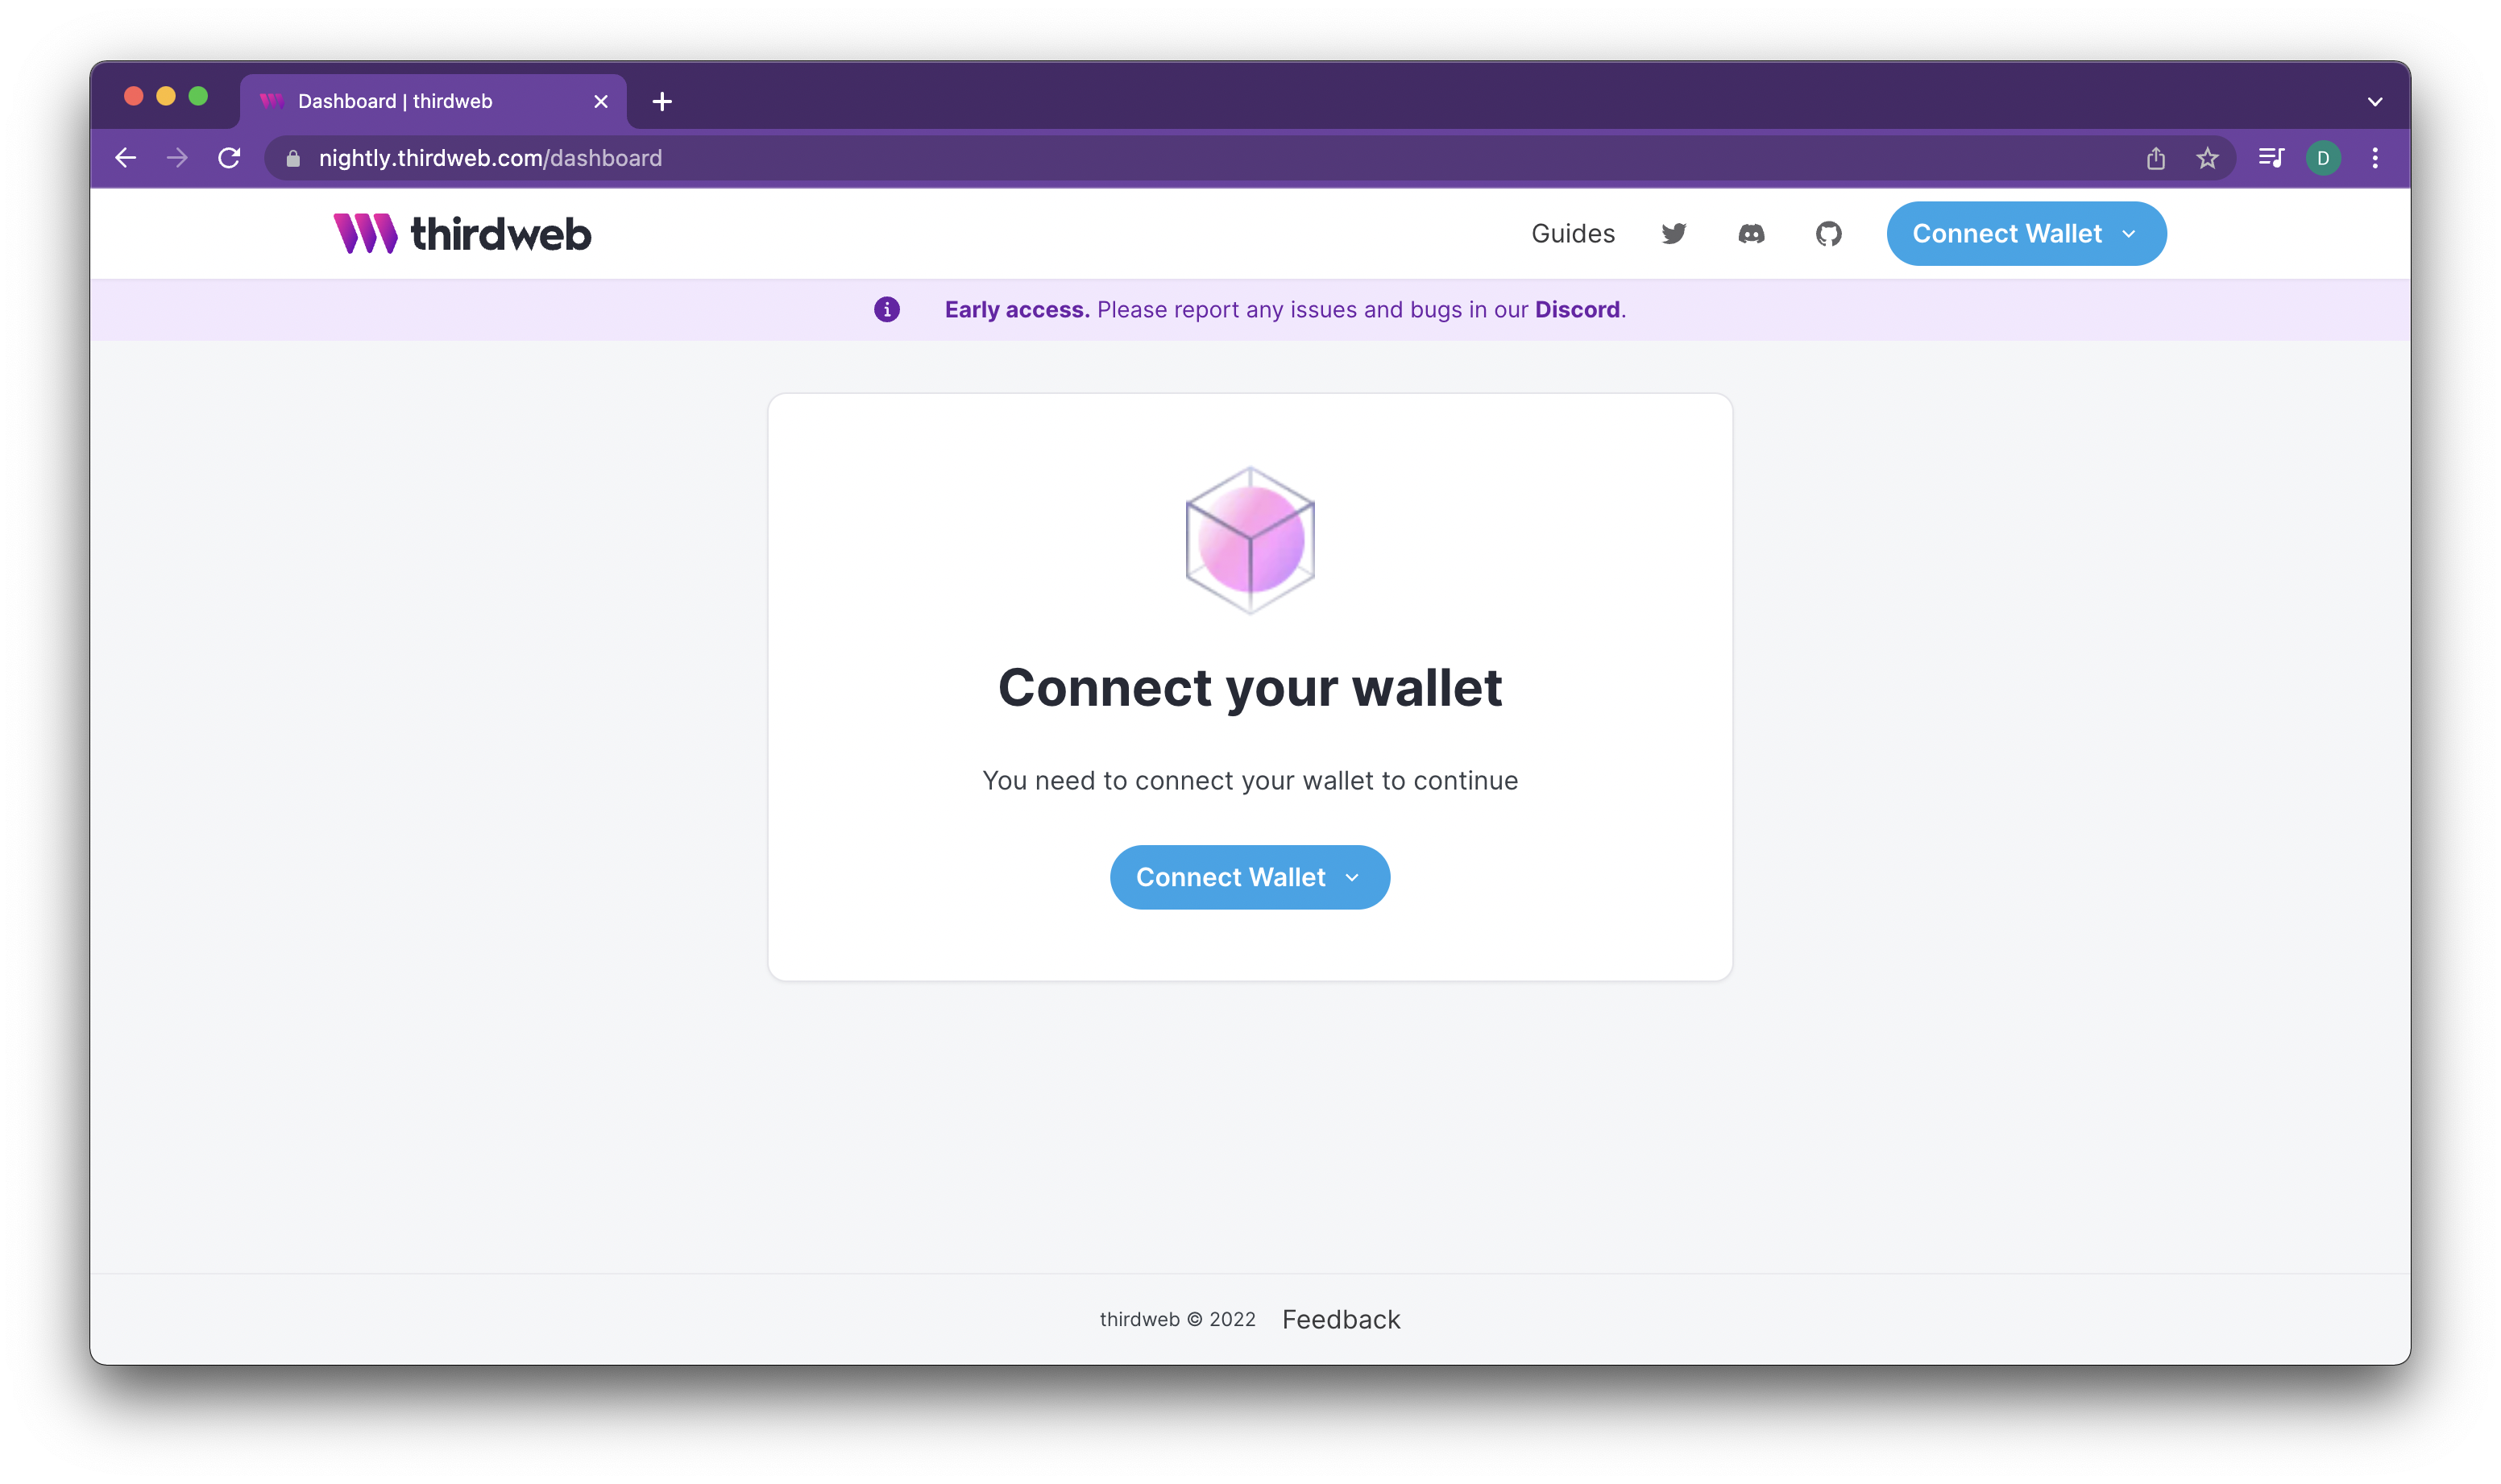 Dashboard | thirdweb
nightly.thirdweb.com/dashboard
D
thirdweb
Guides
Connect Wallet
Early access. Please report any issues and bugs in our Discord.
Connect your wallet
You need to connect your wallet to continue
Connect Wallet
thirdweb © 2022 Feedback